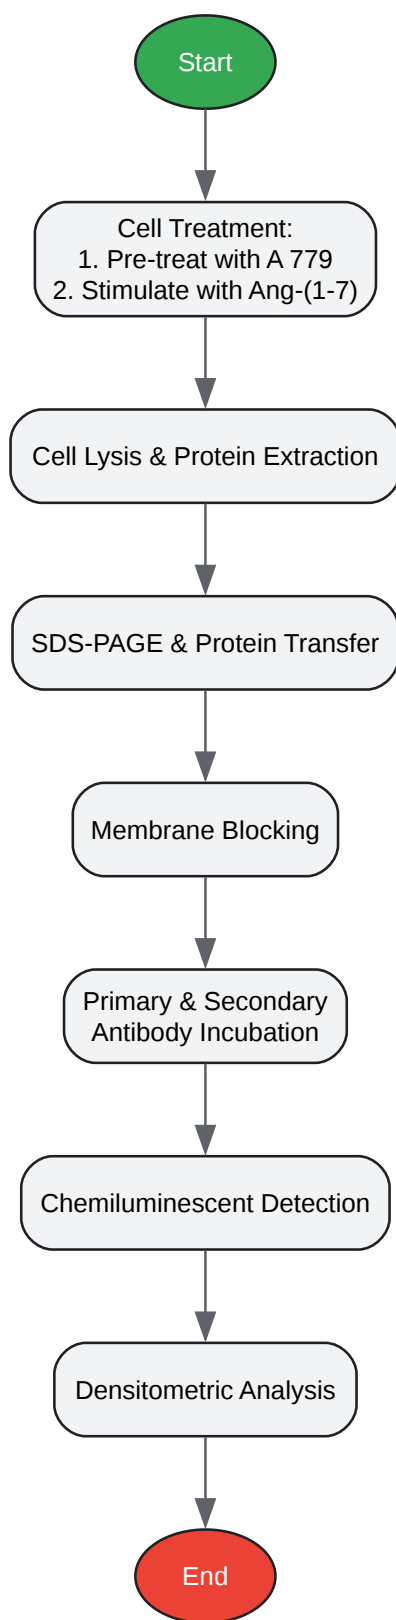 Start
Cell Treatment:
1. Pre-treat with A 779
2. Stimulate with Ang-(1-7)
Cell Lysis & Protein Extraction
SDS-PAGE & Protein Transfer
Membrane Blocking
Primary & Secondary
Antibody Incubation
Chemiluminescent Detection
Densitometric Analysis
End